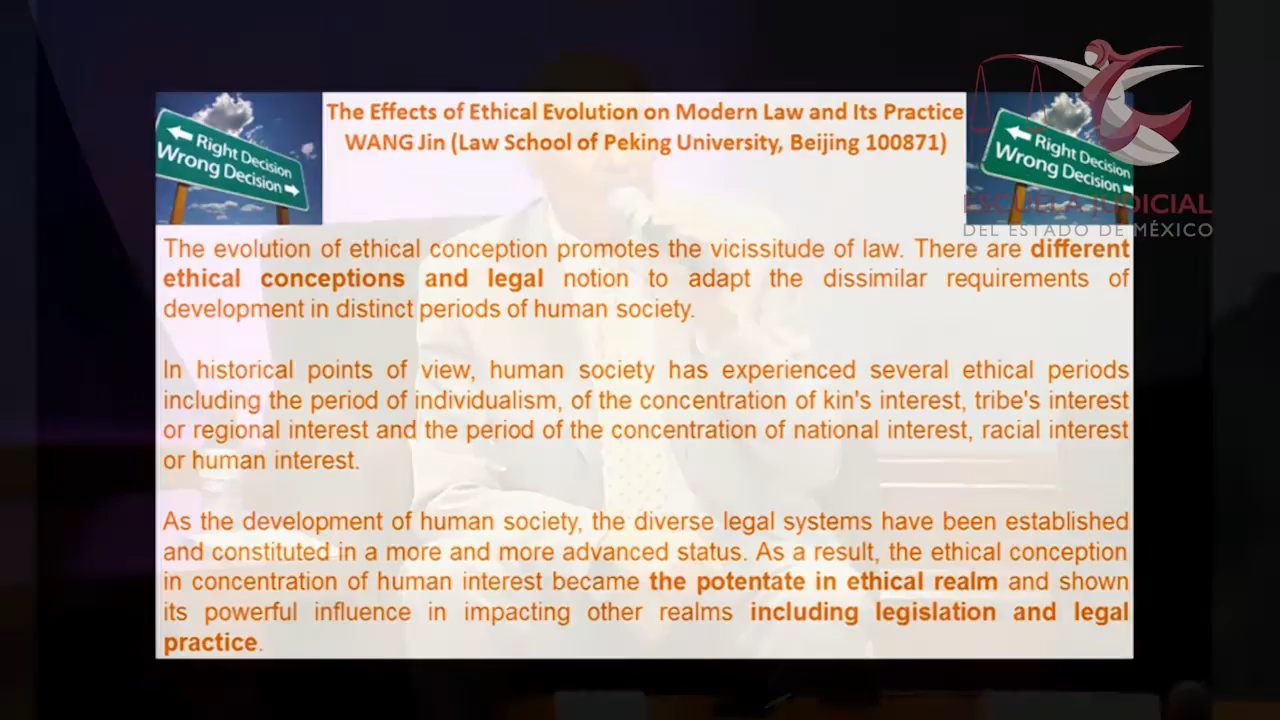 The Effects of Ethical Evolution on Modern Law and Its Practice
WANG Jin (Law School of Peking University, Beijing 100871)
Right Decision
Wrong Decision
Right Decision
Wrong Decision
ESCUELA JUDICIAL
DEL ESTADO DE MÉXICO
The evolution of ethical conception promotes the vicissitude of law. There are different
ethical conceptions and legal notion to adapt the dissimilar requirements of
development in distinct periods of human society.
In historical points of view, human society has experienced several ethical periods
including the period of individualism, of the concentration of kin's interest, tribe's interest
or regional interest and the period of the concentration of national interest, racial interest
or human interest.
As the development of human society, the diverse legal systems have been established
and constituted in a more and more advanced status. As a result, the ethical conception
in concentration of human interest became the potentate in ethical realm and shown
its powerful influence in impacting other realms including legislation and legal
practice.